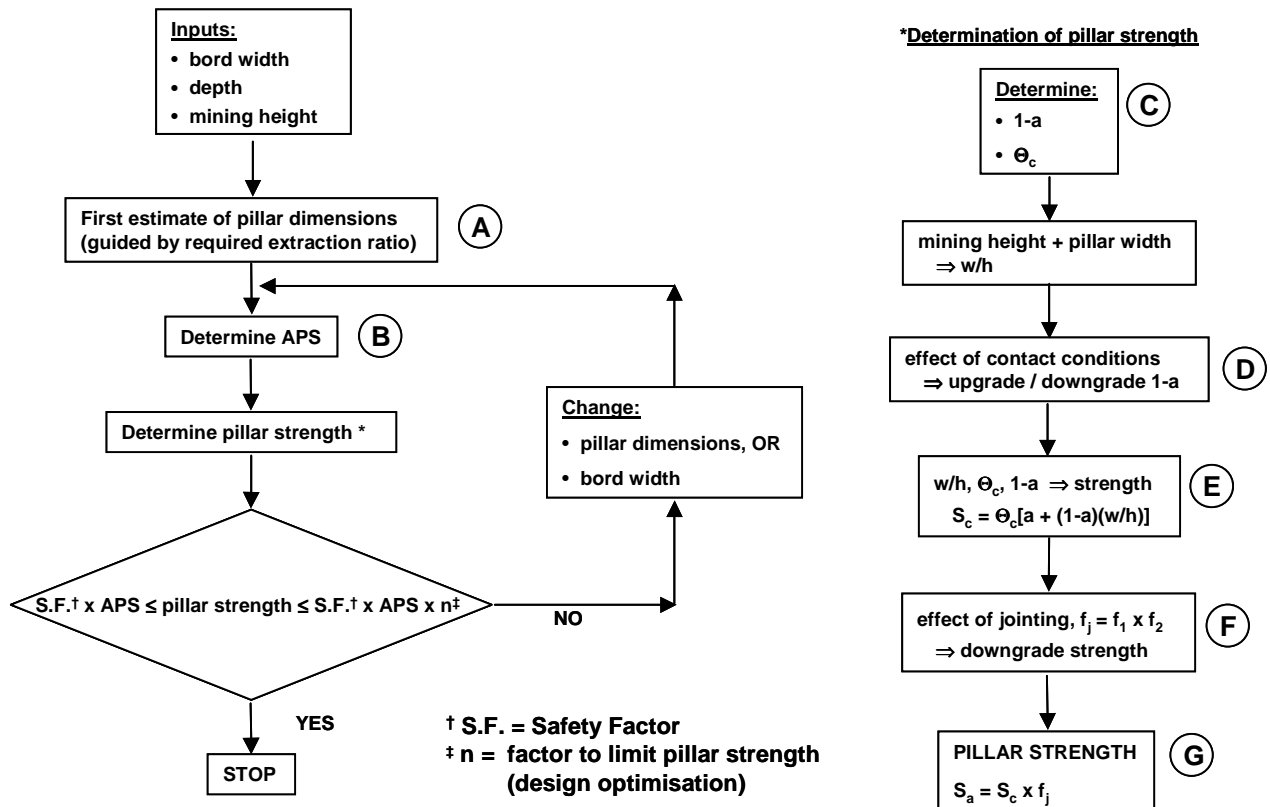 Inputs:
• bord width
• depth
• mining height
First estimate of pillar dimensions
(guided by required extraction ratio)
A
Determine APS
B
Determine pillar strength *
Change:
• pillar dimensions, OR
• bord width
S.F.† x APS ≤ pillar strength ≤ S.F.† x APS x n‡
NO
YES
STOP
† S.F. = Safety Factor
‡ n = factor to limit pillar strength
(design optimisation)
*Determination of pillar strength
Determine:
• 1-a
• Θc
C
mining height + pillar width
⇒ w/h
effect of contact conditions
⇒ upgrade / downgrade 1-a
D
w/h, Θc, 1-a ⇒ strength
Sc = Θc[a + (1-a)(w/h)]
E
effect of jointing, fj = f1 x f2
⇒ downgrade strength
F
PILLAR STRENGTH
Sa = Sc x fj
G